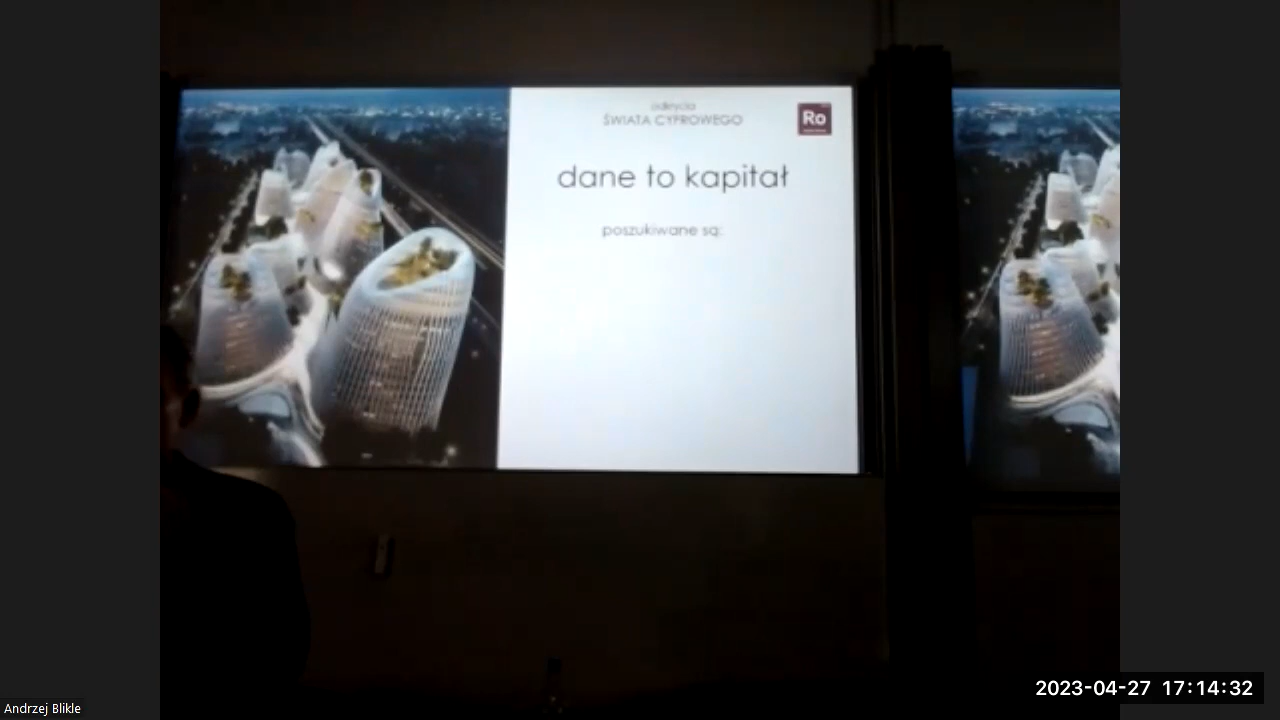 odkrycia
ŚWIATA CYFROWEGO
Ro
dane to kapitał
poszukiwane są:
2023-04-27 17:14:32
Andrzej Blikle